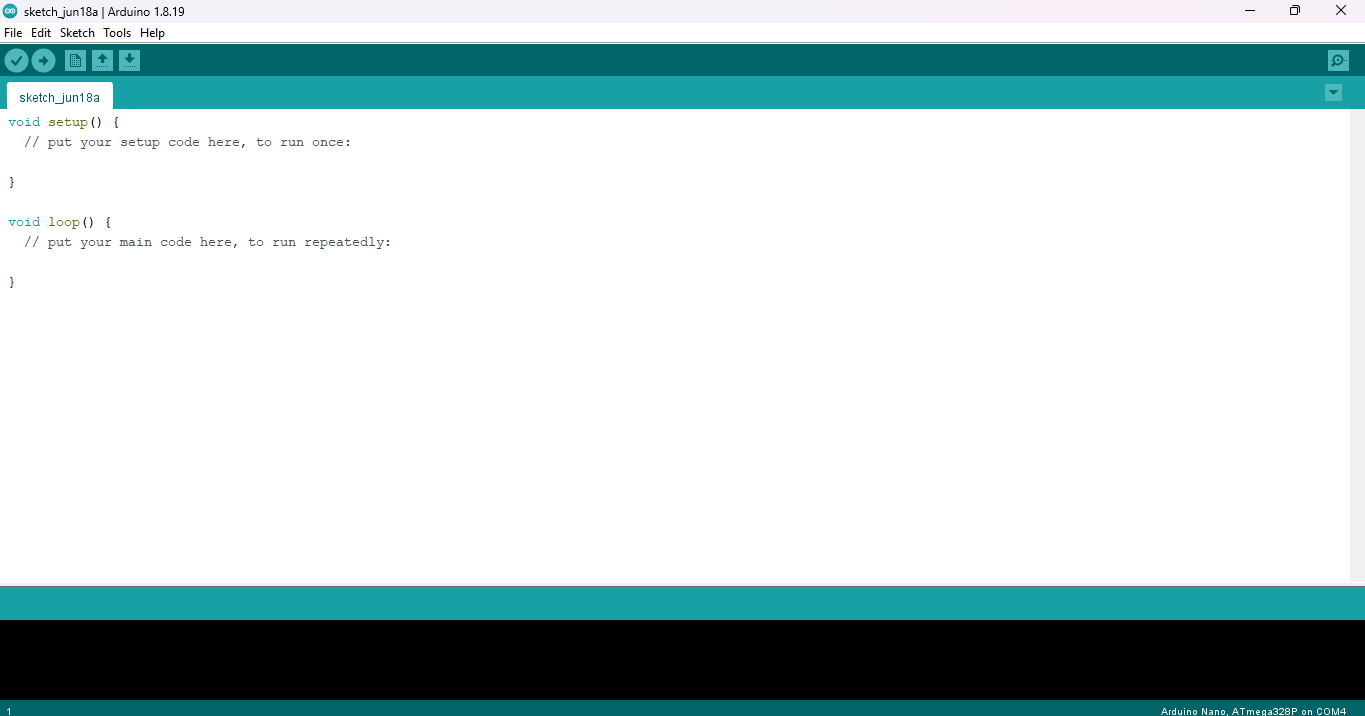 sketch_jun18a | Arduino 1.8.19
File Edit Sketch Tools Help
sketch_jun18a
void setup() {
  // put your setup code here, to run once:

}

void loop() {
  // put your main code here, to run repeatedly:

}
1
Arduino Nano, ATmega328P on COM4